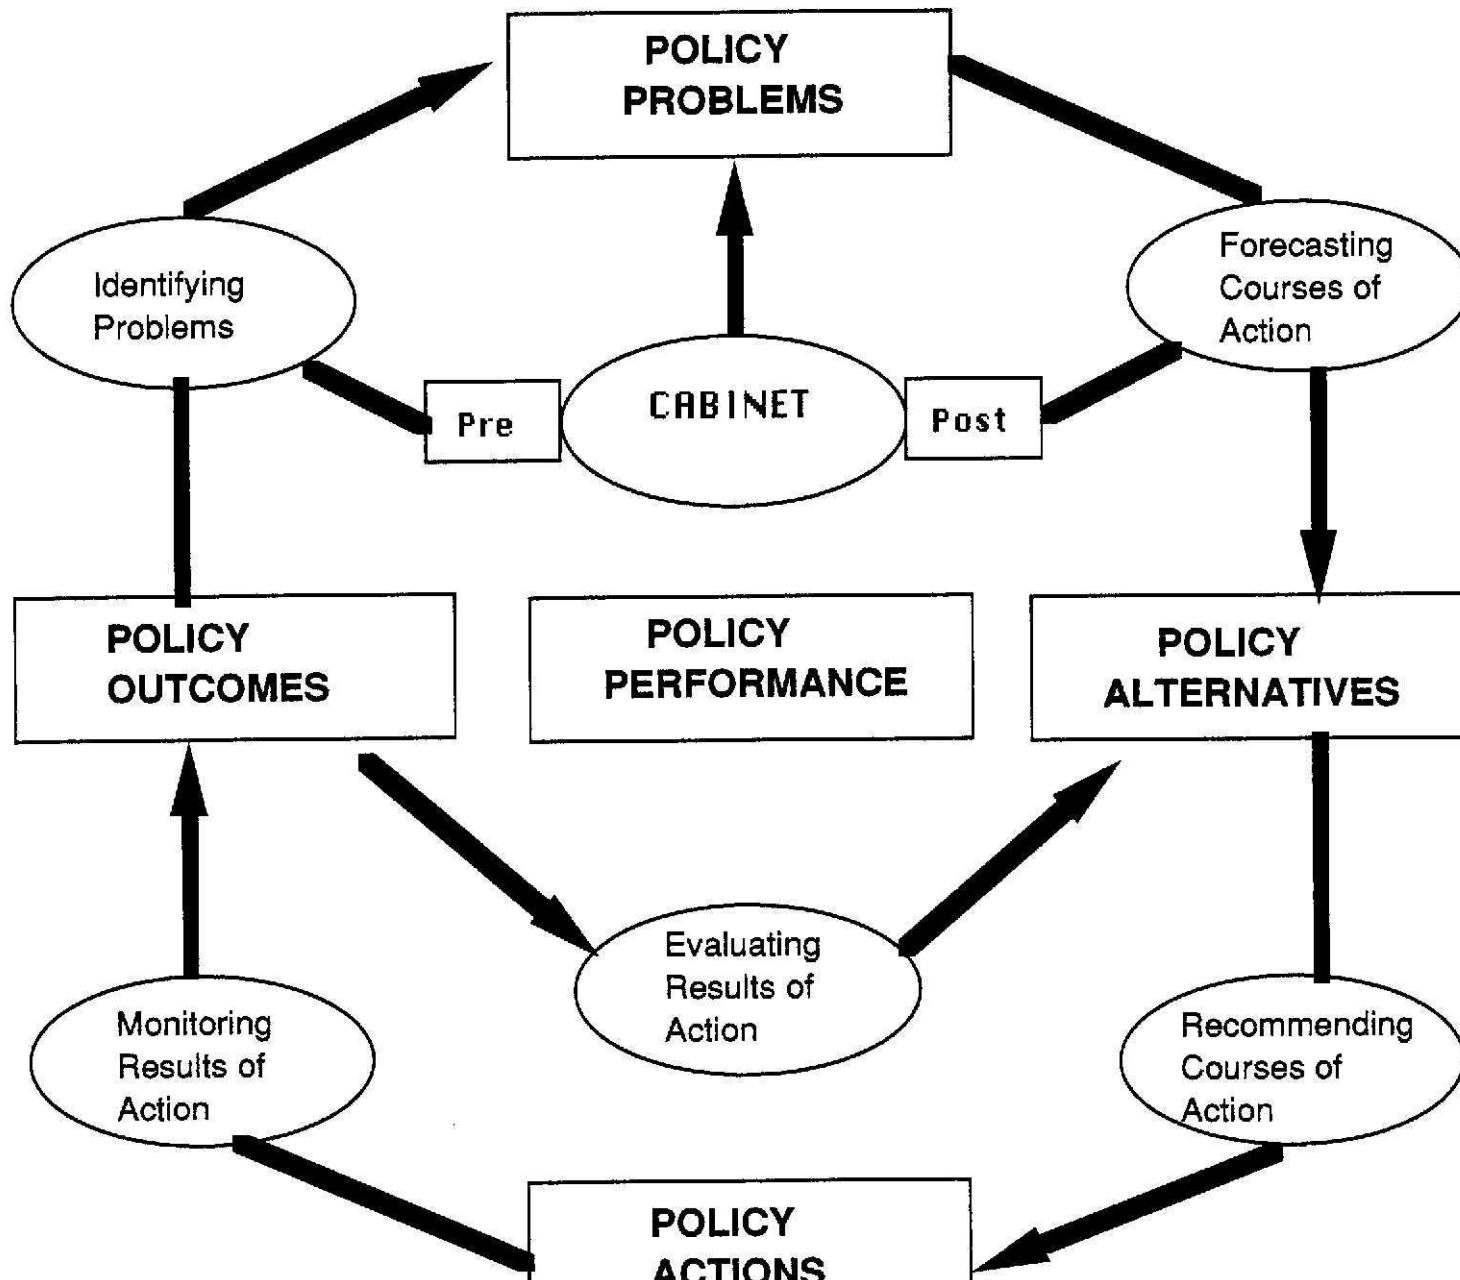 POLICY
PROBLEMS
Identifying
Problems
Forecasting
Courses of
Action
Pre
CABINET
Post
POLICY
OUTCOMES
POLICY
PERFORMANCE
POLICY
ALTERNATIVES
Monitoring
Results of
Action
Evaluating
Results of
Action
Recommending
Courses of
Action
POLICY
ACTIONS